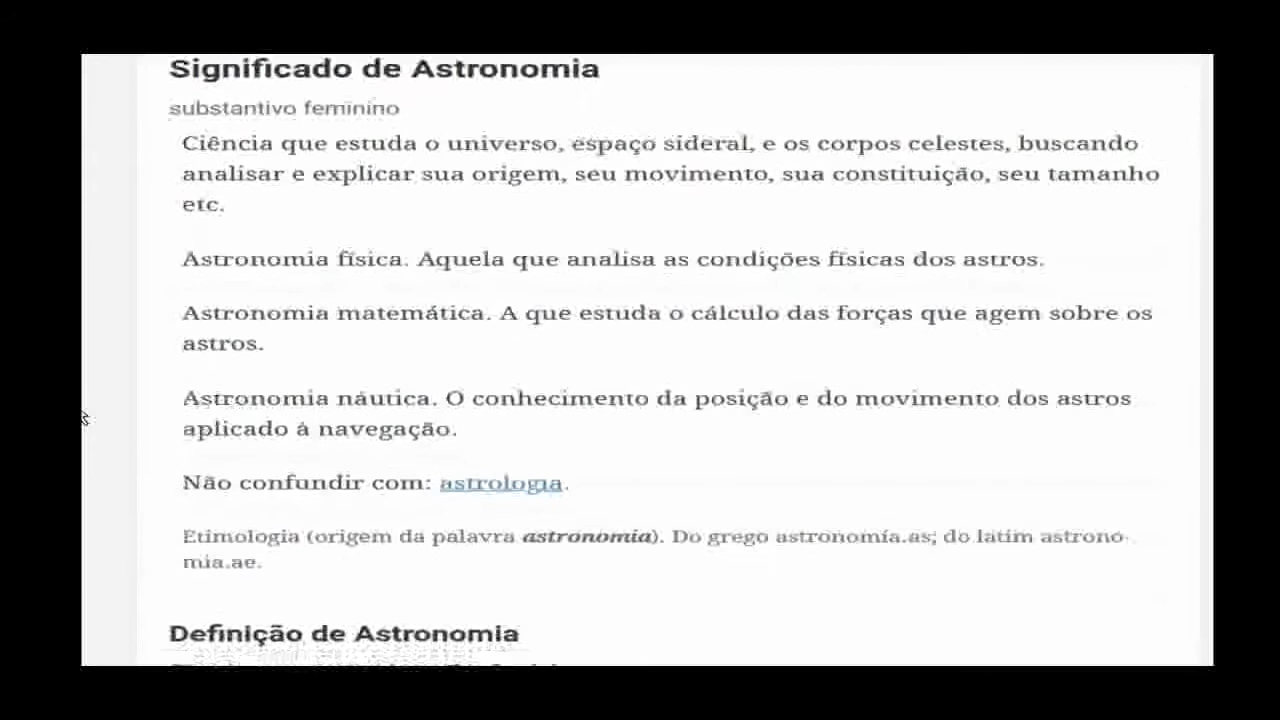 Significado de Astronomia
substantivo feminino
Ciência que estuda o universo, espaço sideral, e os corpos celestes, buscando
analisar e explicar sua origem, seu movimento, sua constituição, seu tamanho
etc.
Astronomia física. Aquela que analisa as condições físicas dos astros.
Astronomia matemática. A que estuda o cálculo das forças que agem sobre os
astros.
Astronomia náutica. O conhecimento da posição e do movimento dos astros
aplicado à navegação.
Não confundir com: astrologia.
Etimologia (origem da palavra astronomia). Do grego astronomía.as; do latim astrono-
mia.ae.
Definição de Astronomia